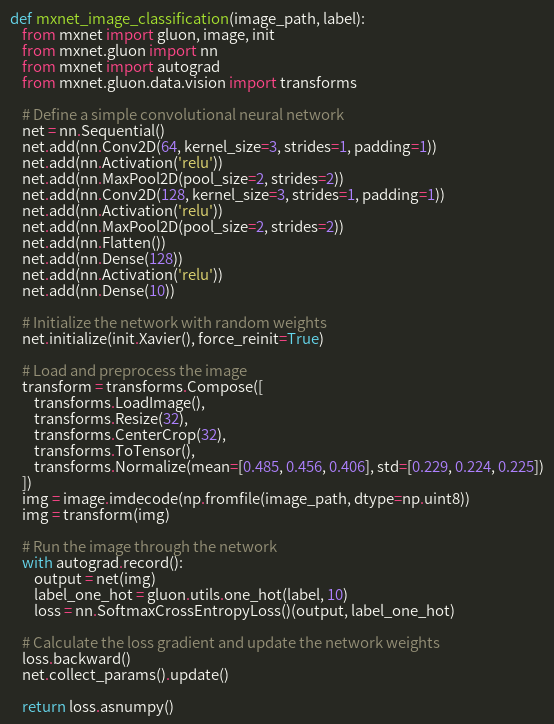 def mxnet_image_classification(image_path, label):
    from mxnet import gluon, image, init
    from mxnet.gluon import nn
    from mxnet import autograd
    from mxnet.gluon.data.vision import transforms

    # Define a simple convolutional neural network
    net = nn.Sequential()
    net.add(nn.Conv2D(64, kernel_size=3, strides=1, padding=1))
    net.add(nn.Activation('relu'))
    net.add(nn.MaxPool2D(pool_size=2, strides=2))
    net.add(nn.Conv2D(128, kernel_size=3, strides=1, padding=1))
    net.add(nn.Activation('relu'))
    net.add(nn.MaxPool2D(pool_size=2, strides=2))
    net.add(nn.Flatten())
    net.add(nn.Dense(128))
    net.add(nn.Activation('relu'))
    net.add(nn.Dense(10))

    # Initialize the network with random weights
    net.initialize(init.Xavier(), force_reinit=True)

    # Load and preprocess the image
    transform = transforms.Compose([
        transforms.LoadImage(),
        transforms.Resize(32),
        transforms.CenterCrop(32),
        transforms.ToTensor(),
        transforms.Normalize(mean=[0.485, 0.456, 0.406], std=[0.229, 0.224, 0.225])
    ])
    img = image.imdecode(np.fromfile(image_path, dtype=np.uint8))
    img = transform(img)

    # Run the image through the network
    with autograd.record():
        output = net(img)
        label_one_hot = gluon.utils.one_hot(label, 10)
        loss = nn.SoftmaxCrossEntropyLoss()(output, label_one_hot)

    # Calculate the loss gradient and update the network weights
    loss.backward()
    net.collect_params().update()

    return loss.asnumpy()